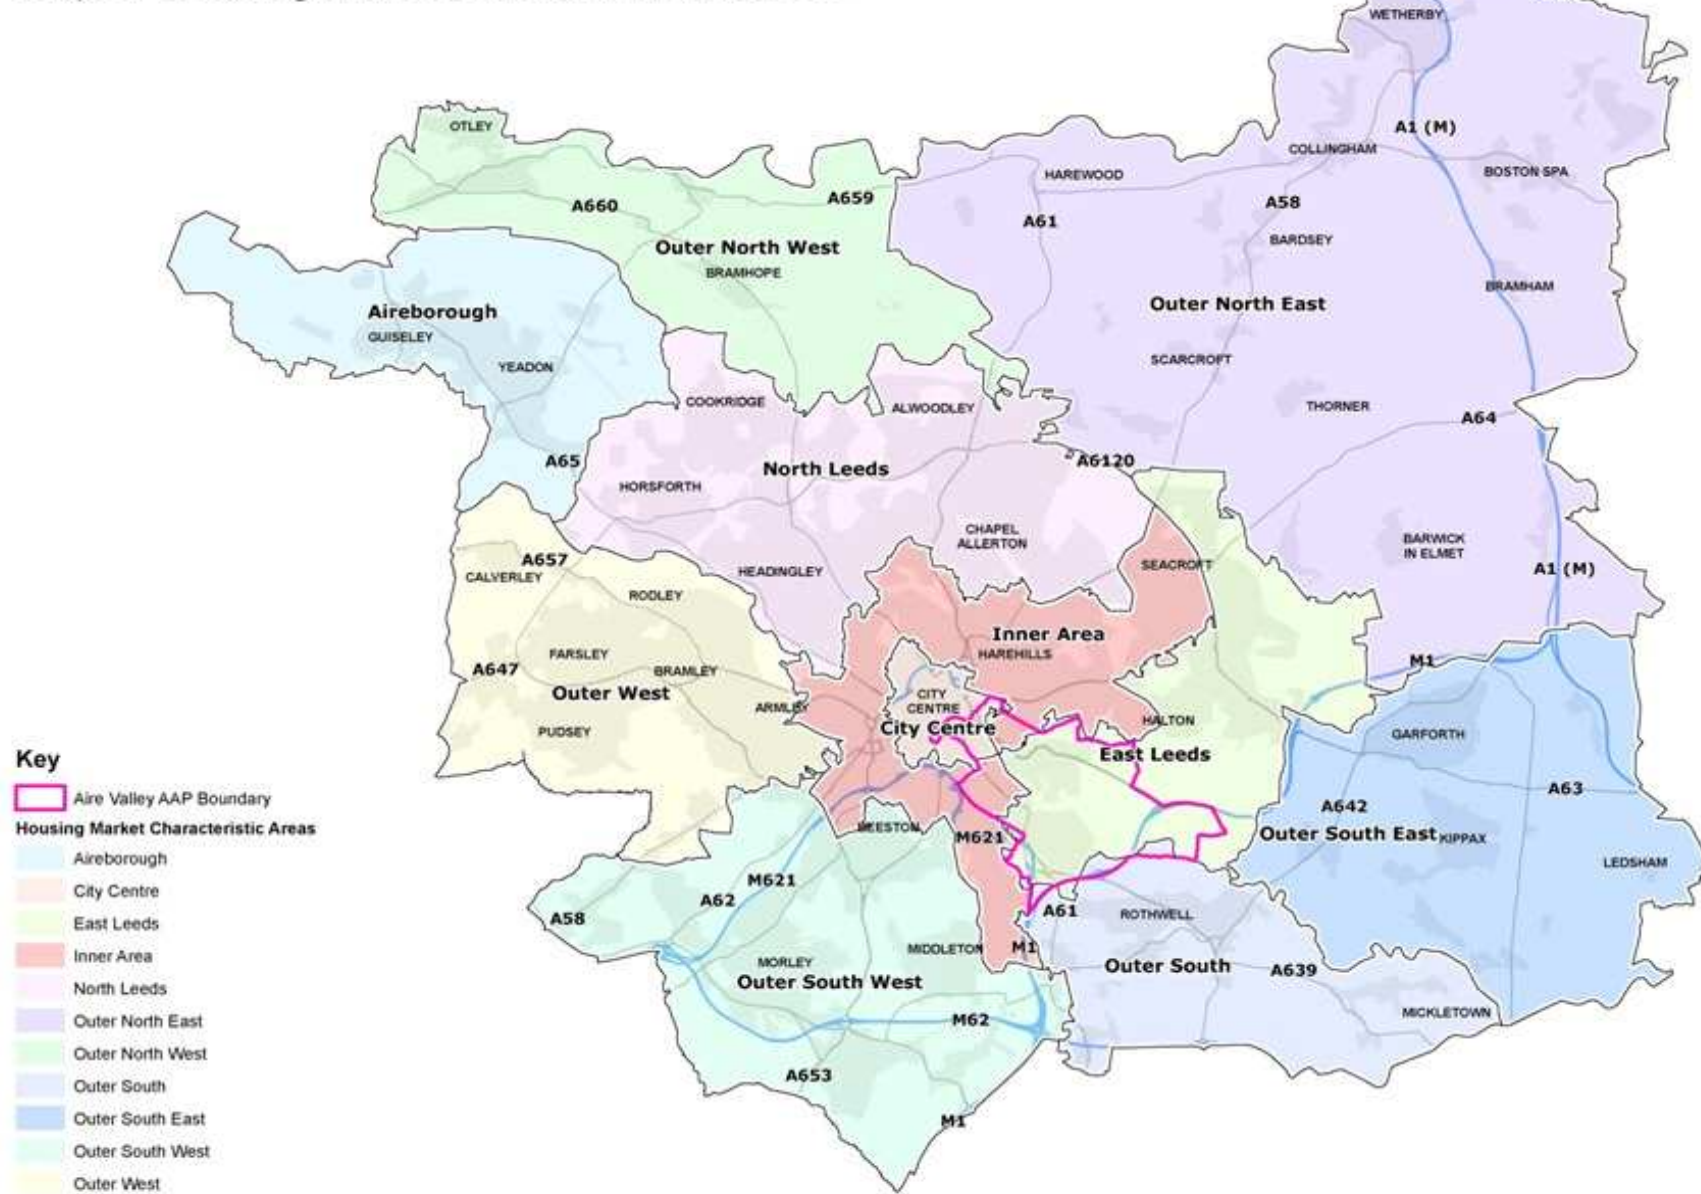 WETHERBY
A1 (M)
OTLEY
COLLINGHAM
HAREWOOD
BOSTON SPA
A660
A659
A61
A58
Outer North West
BARDSEY
BRAMHOPE
BRAMHAM
Outer North East
Aireborough
GUISELEY
SCARCROFT
YEADON
COOKRIDGE
ALWOODLEY
THORNER
A64
A65
North Leeds
A6120
HORSFORTH
CHAPEL
ALLERTON
BARWICK
IN ELMET
A657
SEACROFT
A1 (M)
CALVERLEY
HEADINGLEY
RODLEY
Inner Area
FARSLEY
HAREHILLS
A647
BRAMLEY
M1
Outer West
CITY
CENTRE
ARMLEY
HALTON
City Centre
PUDSEY
GARFORTH
East Leeds
A63
A642
BEESTON
M621
Outer South East
KIPPAX
LEDSHAM
M621
A62
A58
A61
ROTHWELL
MIDDLETON
M1
MORLEY
Outer South
A639
Outer South West
MICKLETOWN
M62
A653
M1
Key
Aire Valley AAP Boundary
Housing Market Characteristic Areas
Aireborough
City Centre
East Leeds
Inner Area
North Leeds
Outer North East
Outer North West
Outer South
Outer South East
Outer South West
Outer West